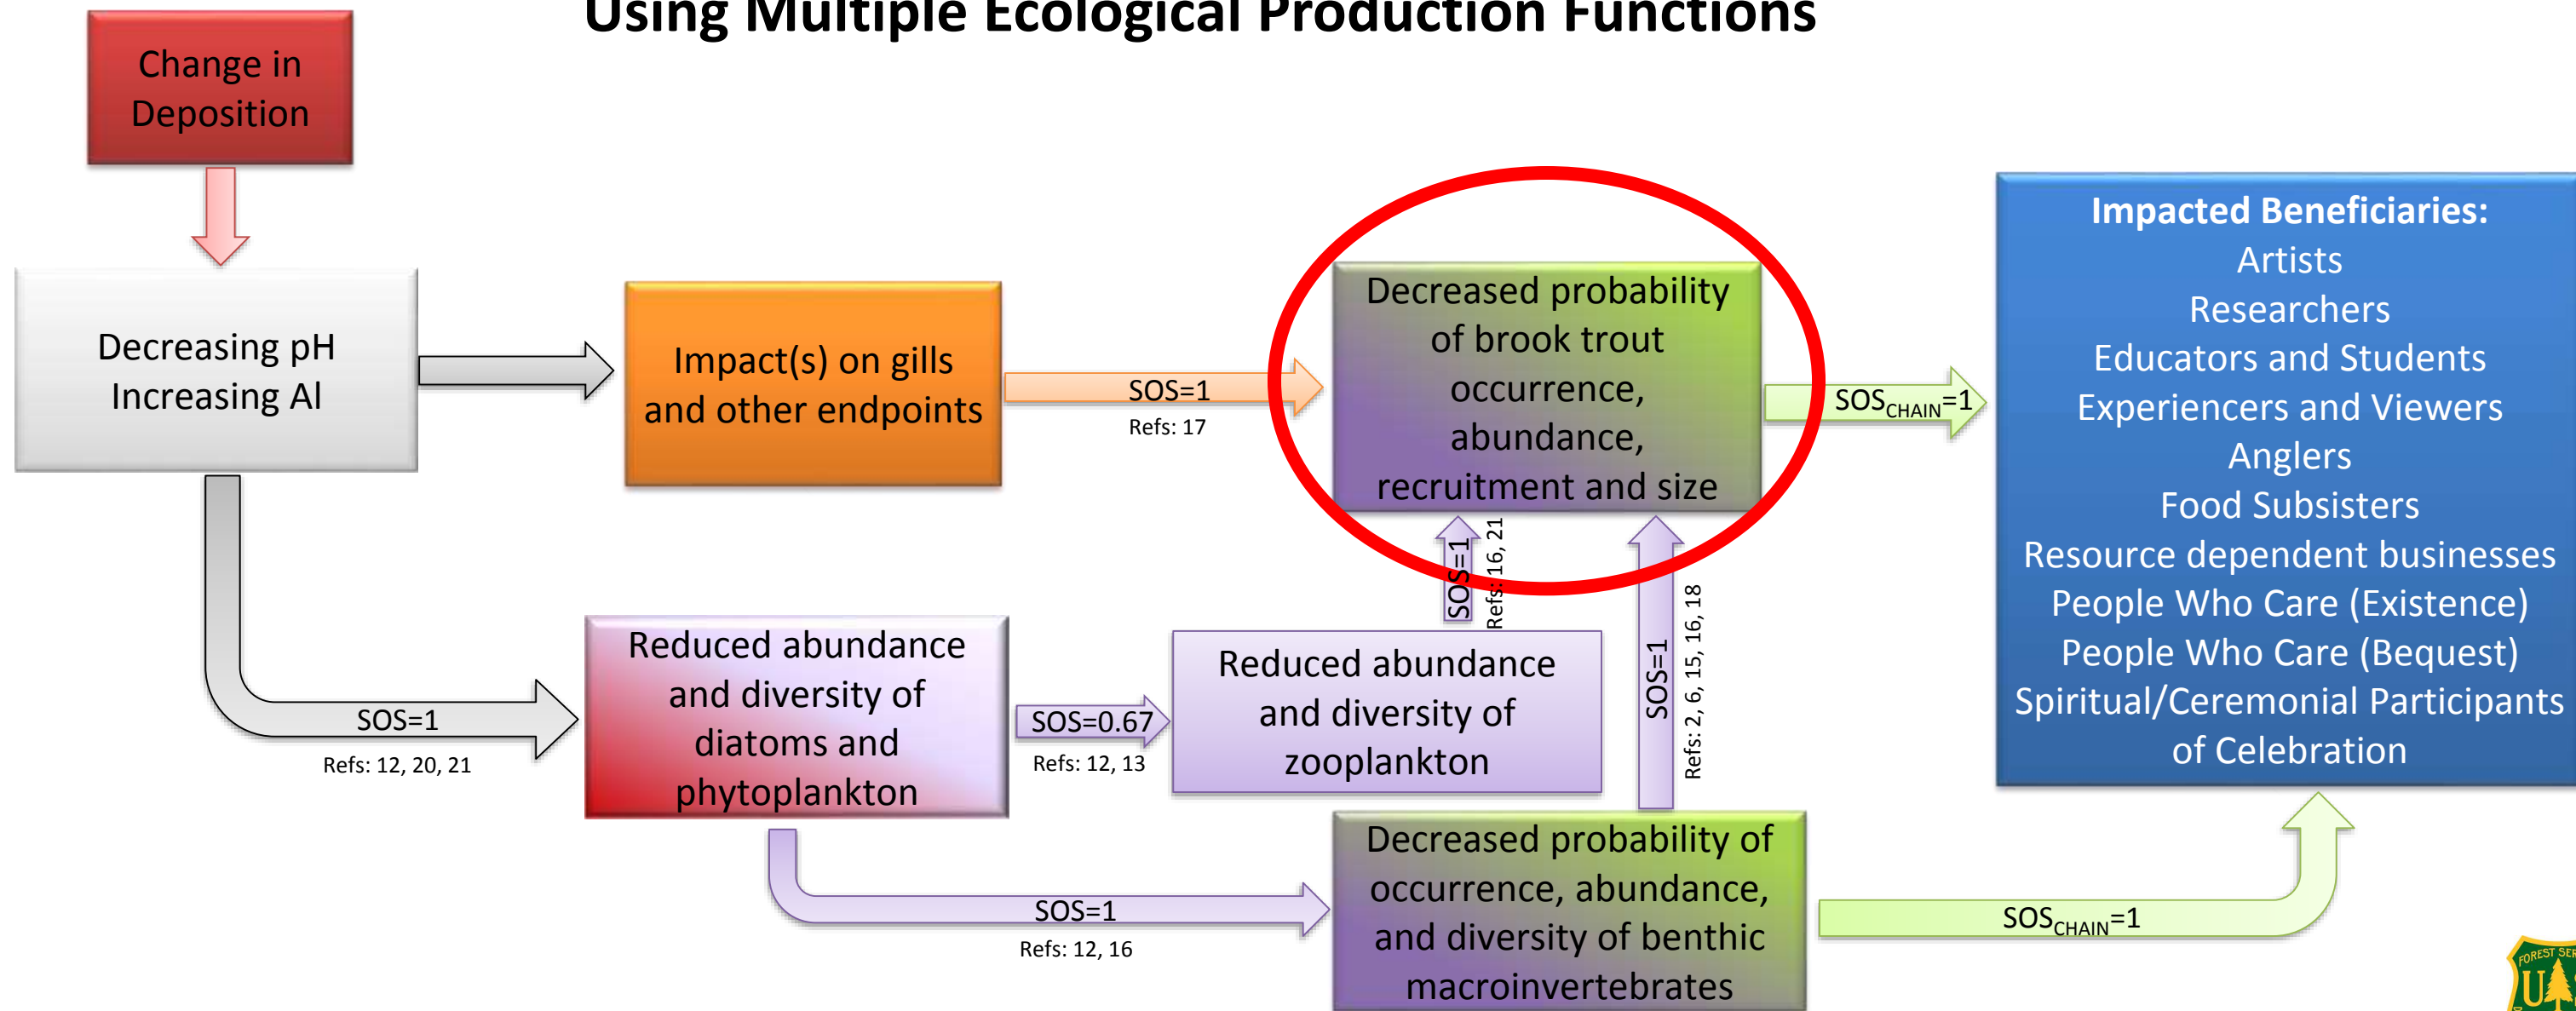 Using Multiple Ecological Production Functions
Change in
Deposition
Decreasing pH
Increasing Al
Impact(s) on gills
and other endpoints
SOS=1
Refs: 17
Decreased probability
of brook trout
occurrence,
abundance,
recruitment and size
SOS_CHAIN=1
Impacted Beneficiaries:
Artists
Researchers
Educators and Students
Experiencers and Viewers
Anglers
Food Subsisters
Resource dependent businesses
People Who Care (Existence)
People Who Care (Bequest)
Spiritual/Ceremonial Participants
of Celebration
SOS=1
Refs: 12, 20, 21
Reduced abundance
and diversity of
diatoms and
phytoplankton
SOS=0.67
Refs: 12, 13
Reduced abundance
and diversity of
zooplankton
SOS=1
Refs: 16, 21
SOS=1
Refs: 2, 6, 15, 16, 18
SOS=1
Refs: 12, 16
Decreased probability of
occurrence, abundance,
and diversity of benthic
macroinvertebrates
SOS_CHAIN=1
FOREST SER
U